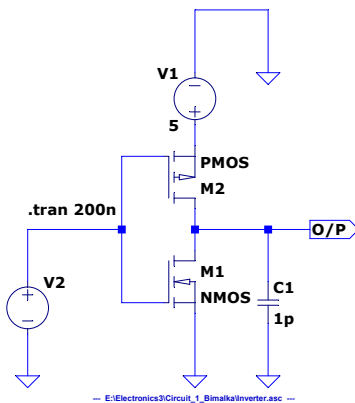 V1
5
PMOS
M2
.tran 200n
O/P
V2
M1
NMOS
C1
1p
--- E:\Electronics3\Circuit_1_Bimalka\Inverter.asc ---